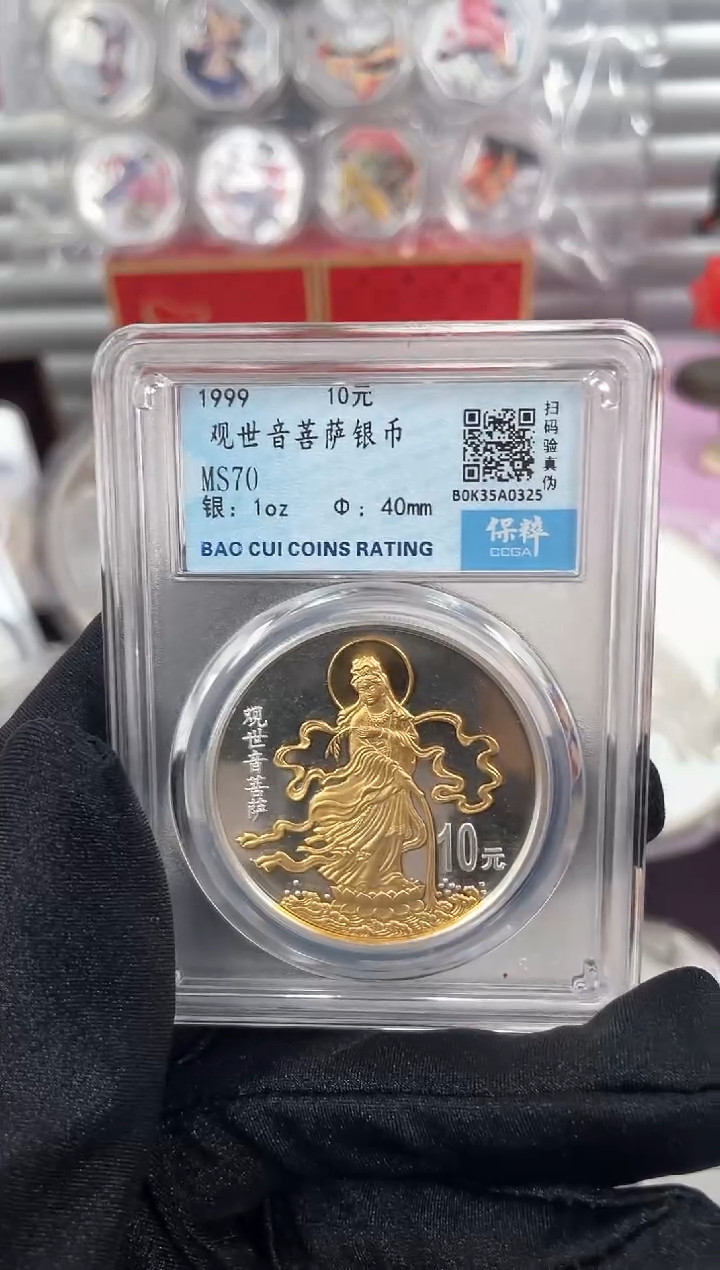 1999 10元
观世音菩萨银币
MS70
银：1oz Φ：40mm
BAO CUI COINS RATING
扫码验真伪
B0K35A0325
保粹
CCGA
观世音菩萨
10元